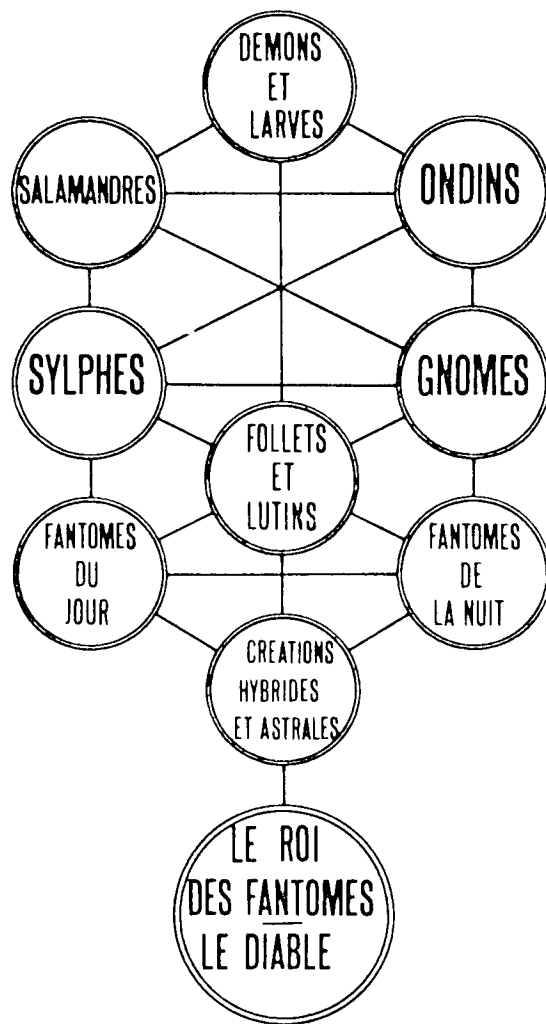 DEMONS
ET
LARVES
SALAMANDRES
ONDINS
SYLPHES
GNOMES
FOLLETS
ET
LUTINS
FANTOMES
DU
JOUR
FANTOMES
DE
LA NUIT
CREATIONS
HYBRIDES
ET ASTRALES
LE ROI
DES FANTOMES
LE DIABLE